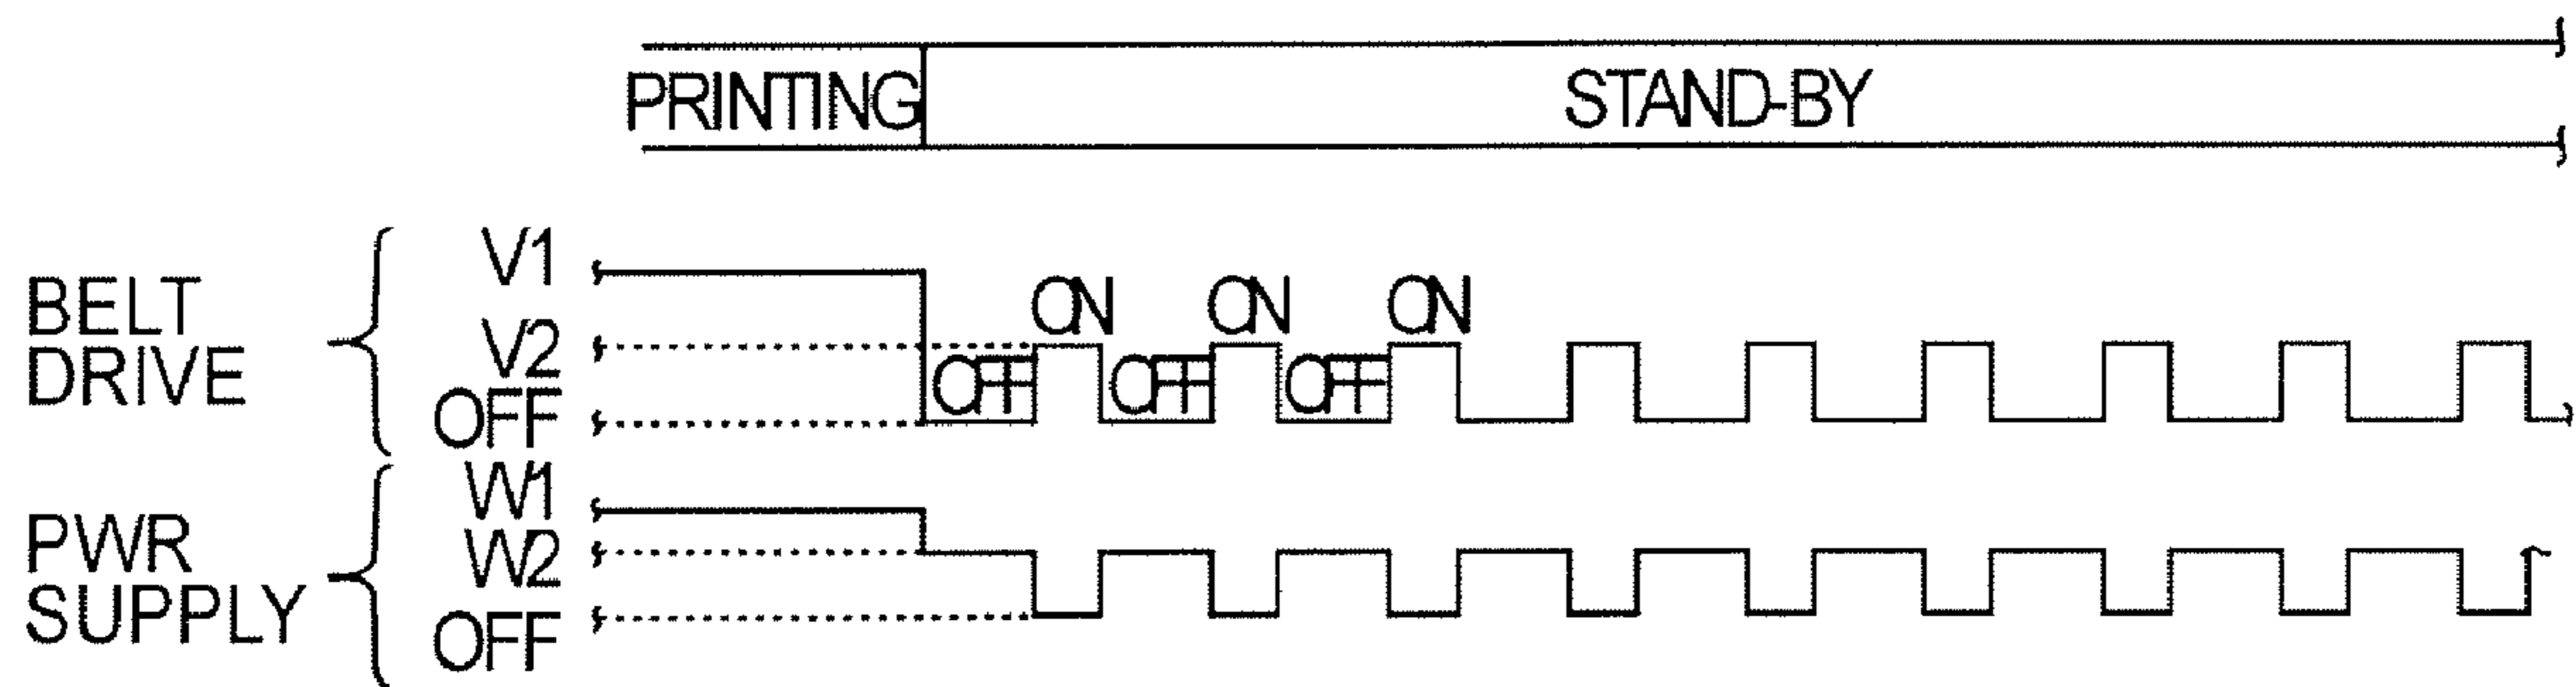 PRINTING STAND-BY
BELT DRIVE
V1
V2
OFF
ON ON ON
OFF OFF OFF
PWR SUPPLY
W1
W2
OFF